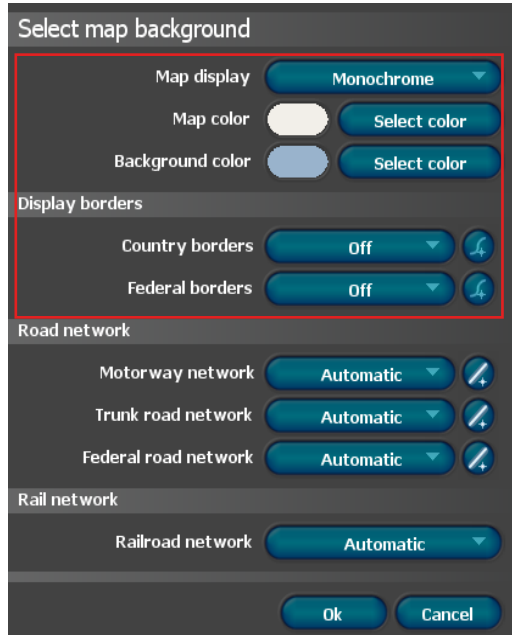 Select map background
Map display Monochrome
Map color Select color
Background color Select color
Display borders
Country borders Off
Federal borders Off
Road network
Motorway network Automatic
Trunk road network Automatic
Federal road network Automatic
Rail network
Railroad network Automatic
Ok Cancel